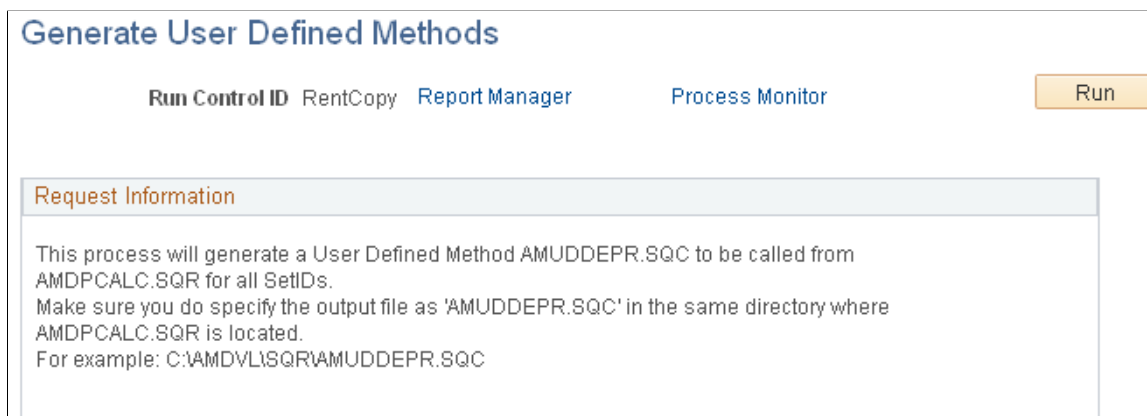 Generate User Defined Methods
Run Control ID RentCopy Report Manager Process Monitor Run
Request Information
This process will generate a User Defined Method AMUDDEPR.SQC to be called from
AMDPCALC.SQR for all SetIDs.
Make sure you do specify the output file as 'AMUDDEPR.SQC' in the same directory where
AMDPCALC.SQR is located.
For example: C:\AMDVL\SQR\AMUDDEPR.SQC